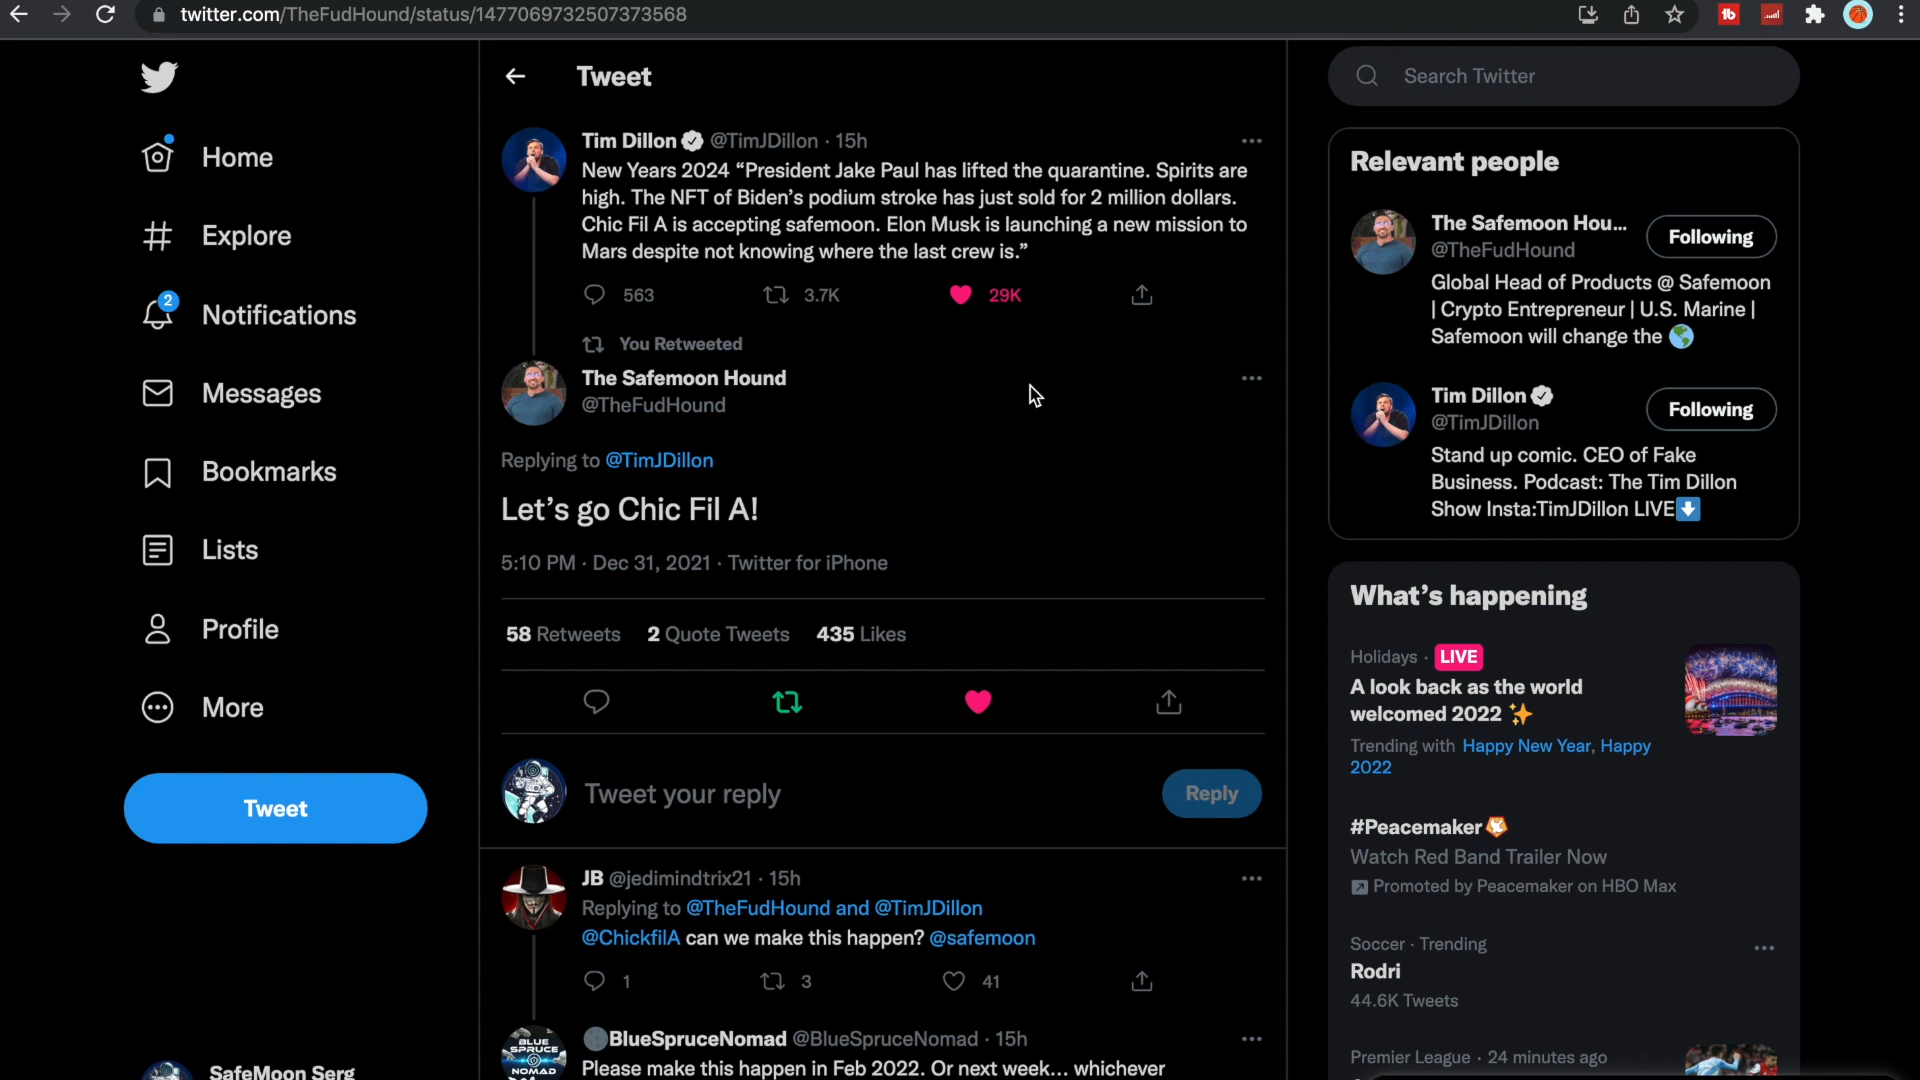 twitter.com/TheFudHound/status/1477069732507373568
Tweet
Search Twitter
Home
Explore
2
Notifications
Messages
Bookmarks
Lists
Profile
More
Tweet
SafeMoon Serg
Tim Dillon @TimJDillon · 15h
New Years 2024 “President Jake Paul has lifted the quarantine. Spirits are
high. The NFT of Biden’s podium stroke has just sold for 2 million dollars.
Chic Fil A is accepting safemoon. Elon Musk is launching a new mission to
Mars despite not knowing where the last crew is.”
563 3.7K 29K
You Retweeted
The Safemoon Hound
@TheFudHound
Replying to @TimJDillon
Let’s go Chic Fil A!
5:10 PM · Dec 31, 2021 · Twitter for iPhone
58 Retweets 2 Quote Tweets 435 Likes
Tweet your reply
Reply
JB @jedimindtrix21 · 15h
Replying to @TheFudHound and @TimJDillon
@ChickfilA can we make this happen? @safemoon
1 3 41
BLUE
SPRUCE
NOMAD
BlueSpruceNomad @BlueSpruceNomad · 15h
Please make this happen in Feb 2022. Or next week... whichever
Relevant people
The Safemoon Hou...
@TheFudHound
Following
Global Head of Products @ Safemoon
| Crypto Entrepreneur | U.S. Marine |
Safemoon will change the
Tim Dillon
@TimJDillon
Following
Stand up comic. CEO of Fake
Business. Podcast: The Tim Dillon
Show Insta:TimJDillon LIVE
What’s happening
Holidays · LIVE
A look back as the world
welcomed 2022
Trending with Happy New Year, Happy
2022
#Peacemaker
Watch Red Band Trailer Now
Promoted by Peacemaker on HBO Max
Soccer · Trending
Rodri
44.6K Tweets
Premier League · 24 minutes ago